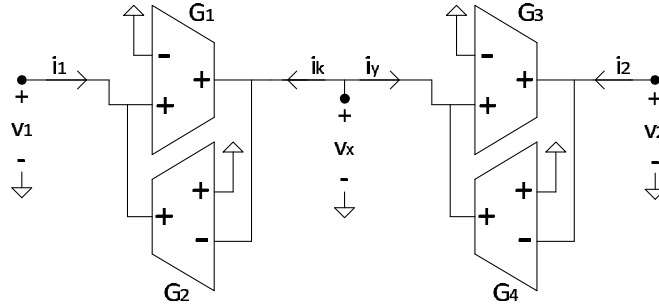 G1 G3
i1 ik iy i2
- -
+ + + +
+ + + + + +
v1 vx v2
- + - + -
+ +
- -
G2 G4